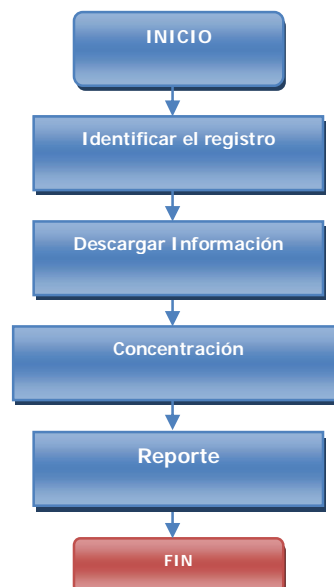 INICIO
Identificar el registro
Descargar Información
Concentración
Reporte
FIN